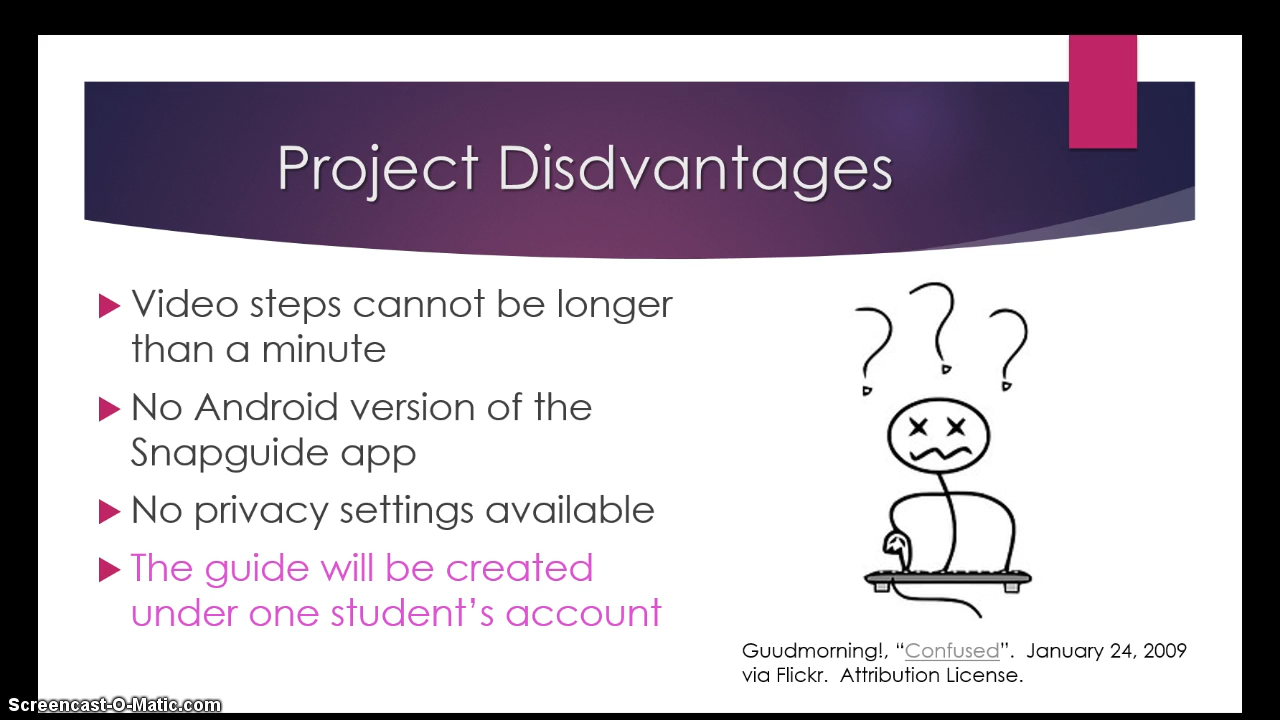 Project Disdvantages
Video steps cannot be longer
than a minute
No Android version of the
Snapguide app
No privacy settings available
The guide will be created
under one student’s account
? ? ?
Guudmorning!, “Confused”.  January 24, 2009
via Flickr.  Attribution License.
Screencast-O-Matic.com